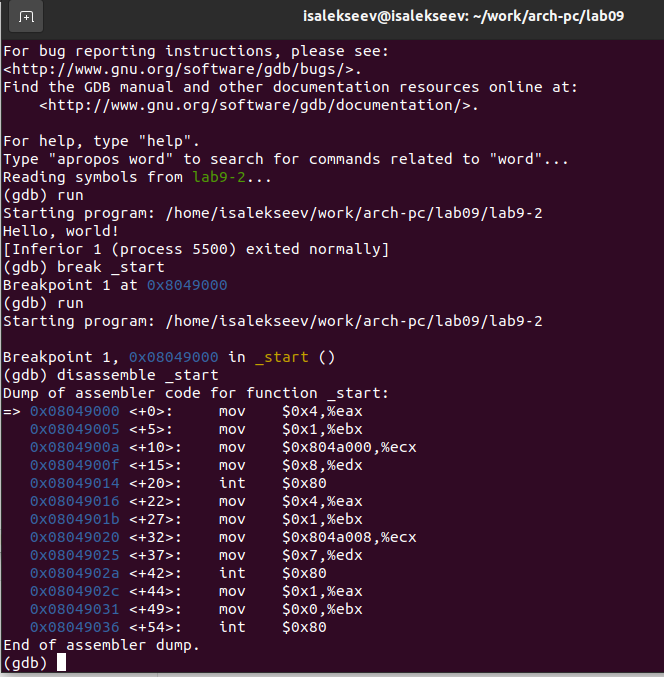 isalekseev@isalekseev: ~/work/arch-pc/lab09
For bug reporting instructions, please see:
<http://www.gnu.org/software/gdb/bugs/>.
Find the GDB manual and other documentation resources online at:
    <http://www.gnu.org/software/gdb/documentation/>.

For help, type "help".
Type "apropos word" to search for commands related to "word"...
Reading symbols from lab9-2...
(gdb) run
Starting program: /home/isalekseev/work/arch-pc/lab09/lab9-2
Hello, world!
[Inferior 1 (process 5500) exited normally]
(gdb) break _start
Breakpoint 1 at 0x8049000
(gdb) run
Starting program: /home/isalekseev/work/arch-pc/lab09/lab9-2

Breakpoint 1, 0x08049000 in _start ()
(gdb) disassemble _start
Dump of assembler code for function _start:
=> 0x08049000 <+0>:     mov    $0x4,%eax
   0x08049005 <+5>:     mov    $0x1,%ebx
   0x0804900a <+10>:    mov    $0x804a000,%ecx
   0x0804900f <+15>:    mov    $0x8,%edx
   0x08049014 <+20>:    int    $0x80
   0x08049016 <+22>:    mov    $0x4,%eax
   0x0804901b <+27>:    mov    $0x1,%ebx
   0x08049020 <+32>:    mov    $0x804a008,%ecx
   0x08049025 <+37>:    mov    $0x7,%edx
   0x0804902a <+42>:    int    $0x80
   0x0804902c <+44>:    mov    $0x1,%eax
   0x08049031 <+49>:    mov    $0x0,%ebx
   0x08049036 <+54>:    int    $0x80
End of assembler dump.
(gdb)